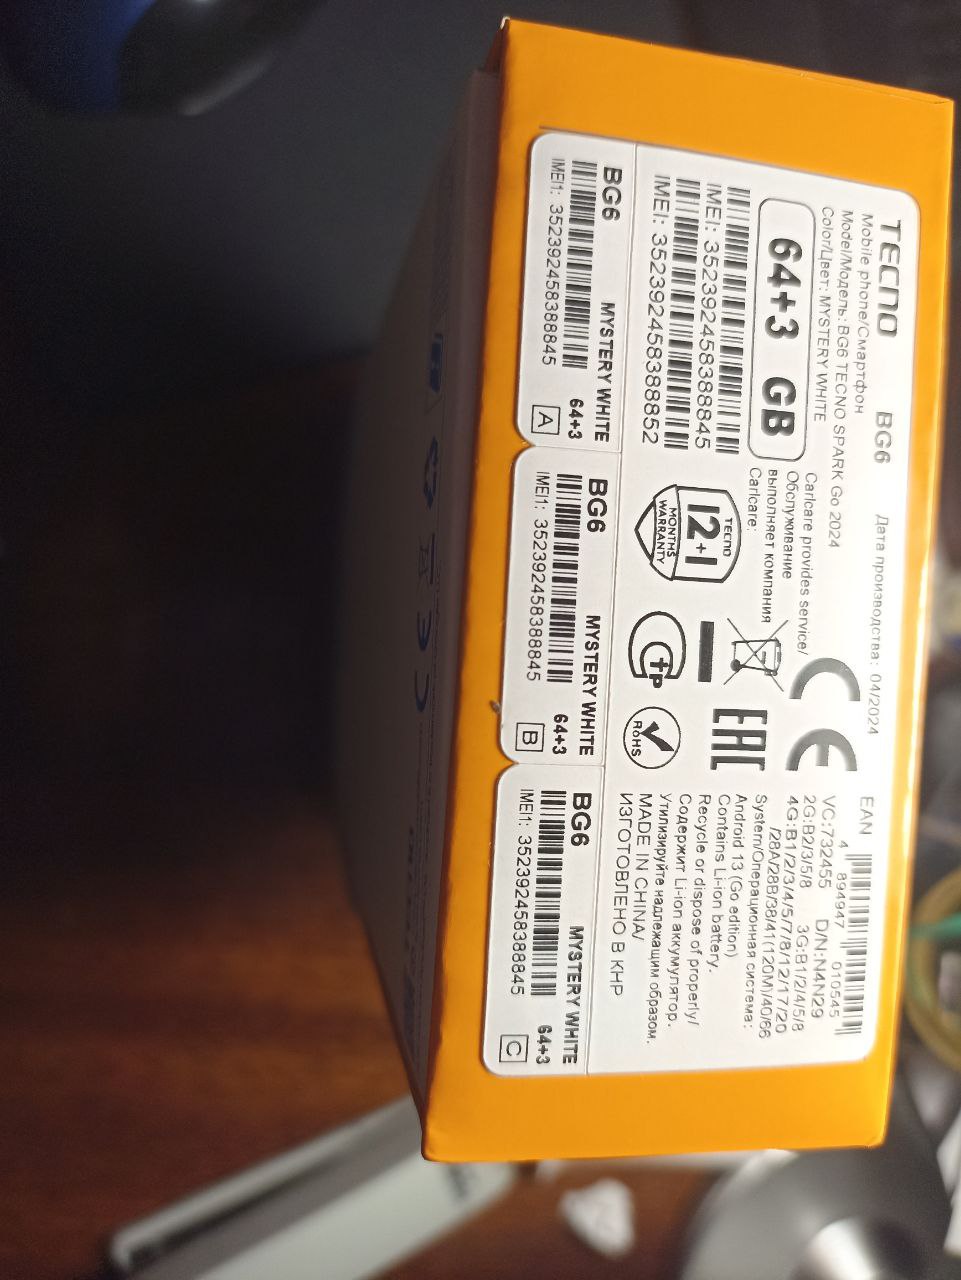 TECNO BG6 Дата производства: 04/2024
Mobile phone/Смартфон
Model/Модель: BG6 TECNO SPARK Go 2024
Color/Цвет: MYSTERY WHITE
64+3 GB
IMEI: 352392458388845
IMEI: 352392458388852
Carlcare provides service/
Обслуживание
выполняет компания
Carlcare:
TECNO
12+1
MONTHS
WARRANTY
CE
EAC
RoHS
EAN
4 894947 010545
VC:732455 D/N:N4N29
2G:B2/3/5/8 3G:B1/2/4/5/8
4G:B1/2/3/4/5/7/8/12/17/20
/28A/28B/38/41(120M)/40/66
System/Операционная система:
Android 13 (Go edition)
Contains Li-ion battery.
Recycle or dispose of properly/
Содержит Li-ion аккумулятор.
Утилизируйте надлежащим образом.
MADE IN CHINA/
ИЗГОТОВЛЕНО В КНР
BG6 MYSTERY WHITE
64+3
IMEI1: 352392458388845
A
BG6 MYSTERY WHITE
64+3
IMEI1: 352392458388845
B
BG6 MYSTERY WHITE
64+3
IMEI1: 352392458388845
C